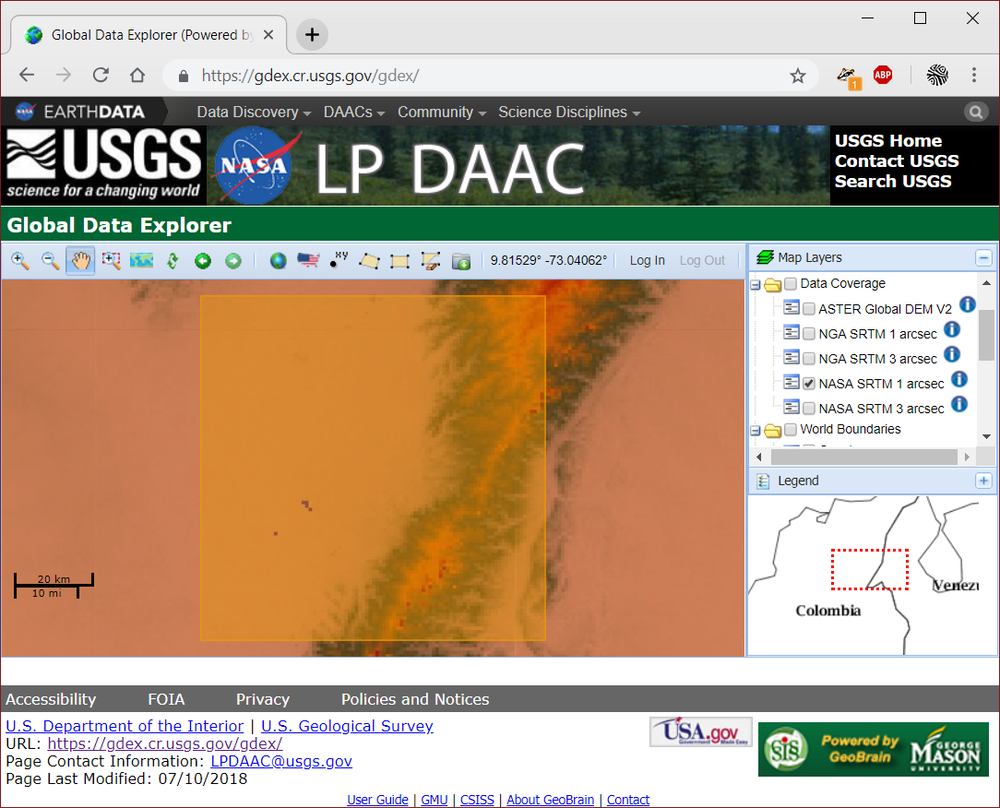 Global Data Explorer (Powered by
https://gdex.cr.usgs.gov/gdex/
1
ABP
NASA
EARTHDATA
Data Discovery
DAACs
Community
Science Disciplines
USGS
science for a changing world
NASA
LP DAAC
USGS Home
Contact USGS
Search USGS
Global Data Explorer
XY
9.81529° -73.04062°
Log In
Log Out
Map Layers
Data Coverage
ASTER Global DEM V2
NGA SRTM 1 arcsec
NGA SRTM 3 arcsec
NASA SRTM 1 arcsec
NASA SRTM 3 arcsec
World Boundaries
Legend
20 km
10 mi
Colombia
Venezu
Accessibility
FOIA
Privacy
Policies and Notices
U.S. Department of the Interior | U.S. Geological Survey
URL: https://gdex.cr.usgs.gov/gdex/
Page Contact Information: LPDAAC@usgs.gov
Page Last Modified: 07/10/2018
USA.gov
Government Made Easy
SIS
Powered by
GeoBrain
GEORGE
MASON
UNIVERSITY
User Guide | GMU | CSISS | About GeoBrain | Contact